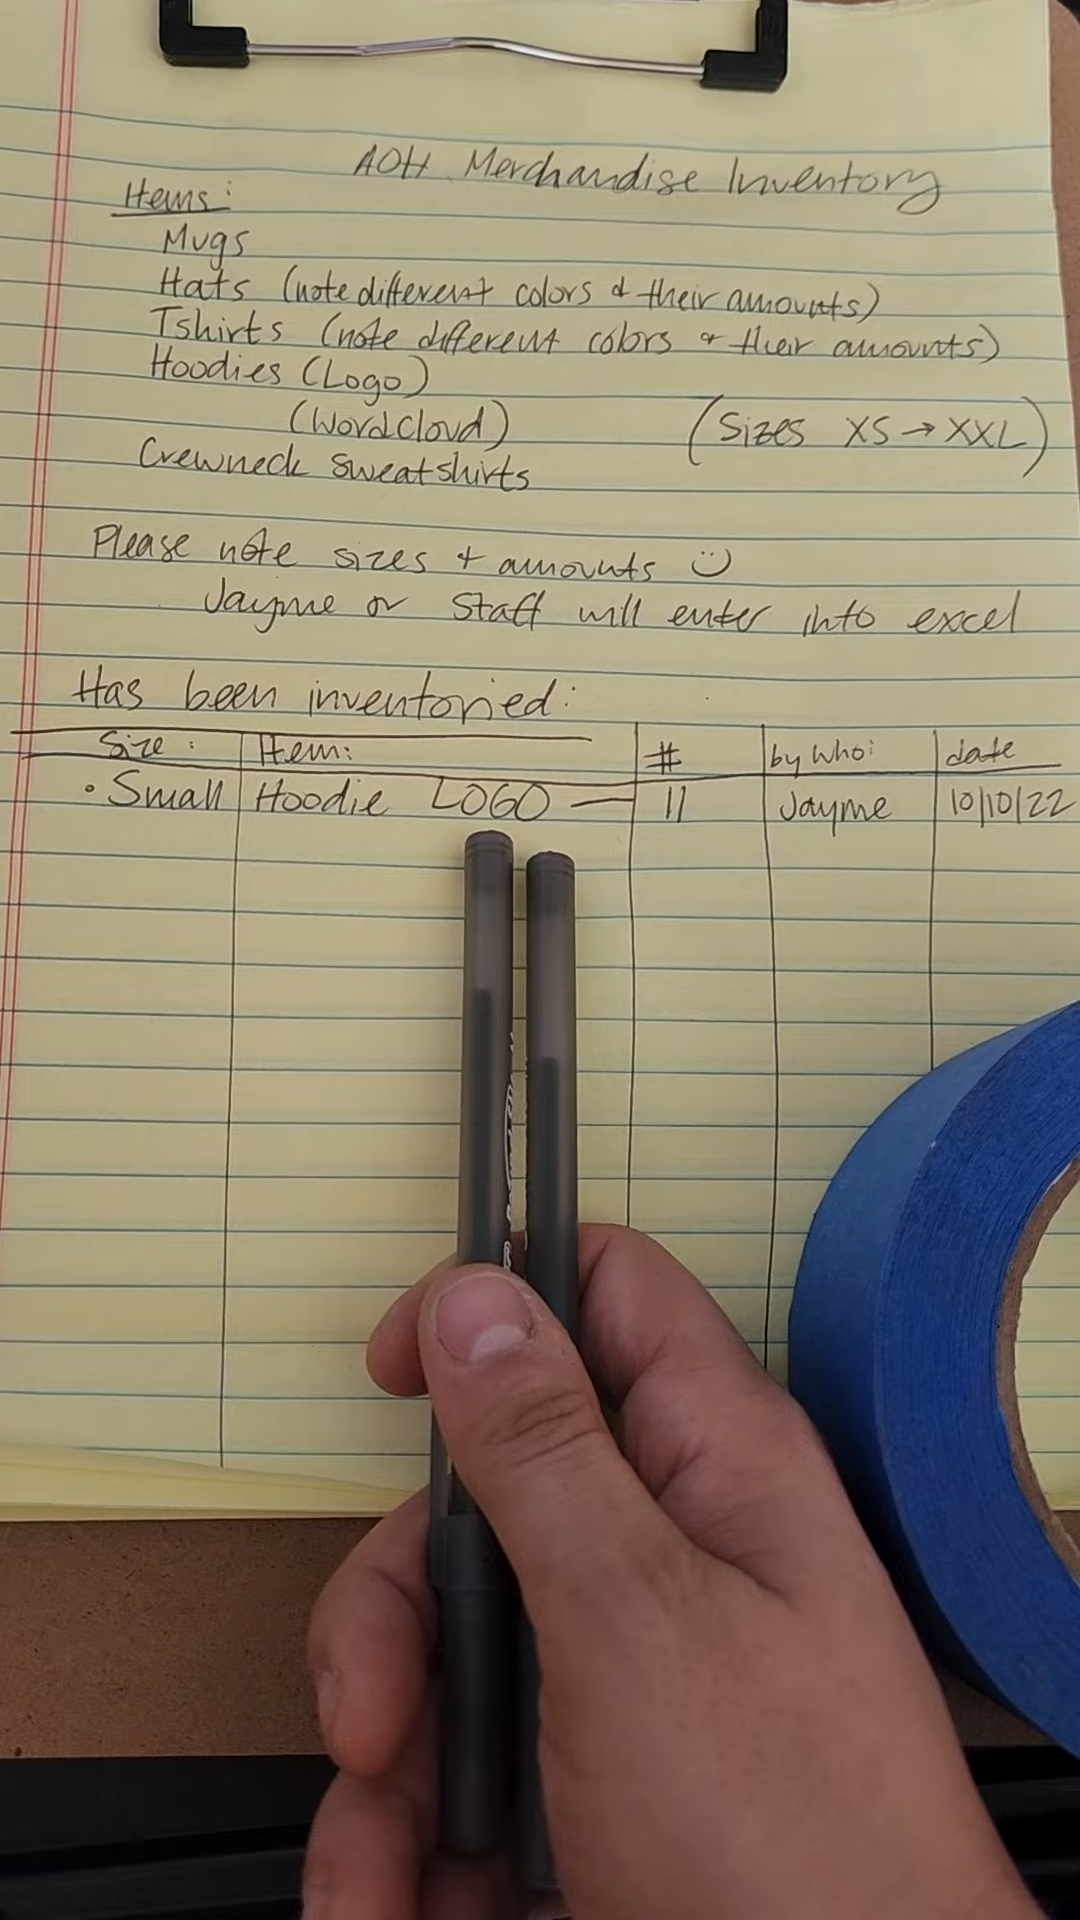 AOH Merchandise Inventory
Items:
Mugs
Hats (note different colors & their amounts)
Tshirts (note different colors & their amounts)
Hoodies (Logo)
(Wordcloud) (Sizes XS → XXL)
Crewneck sweatshirts
Please note sizes + amounts
Jayme or Staff will enter into excel
Has been inventoried:
Size: Item: # by who: date
• Small Hoodie LOGO — 11 Jayme 10/10/22